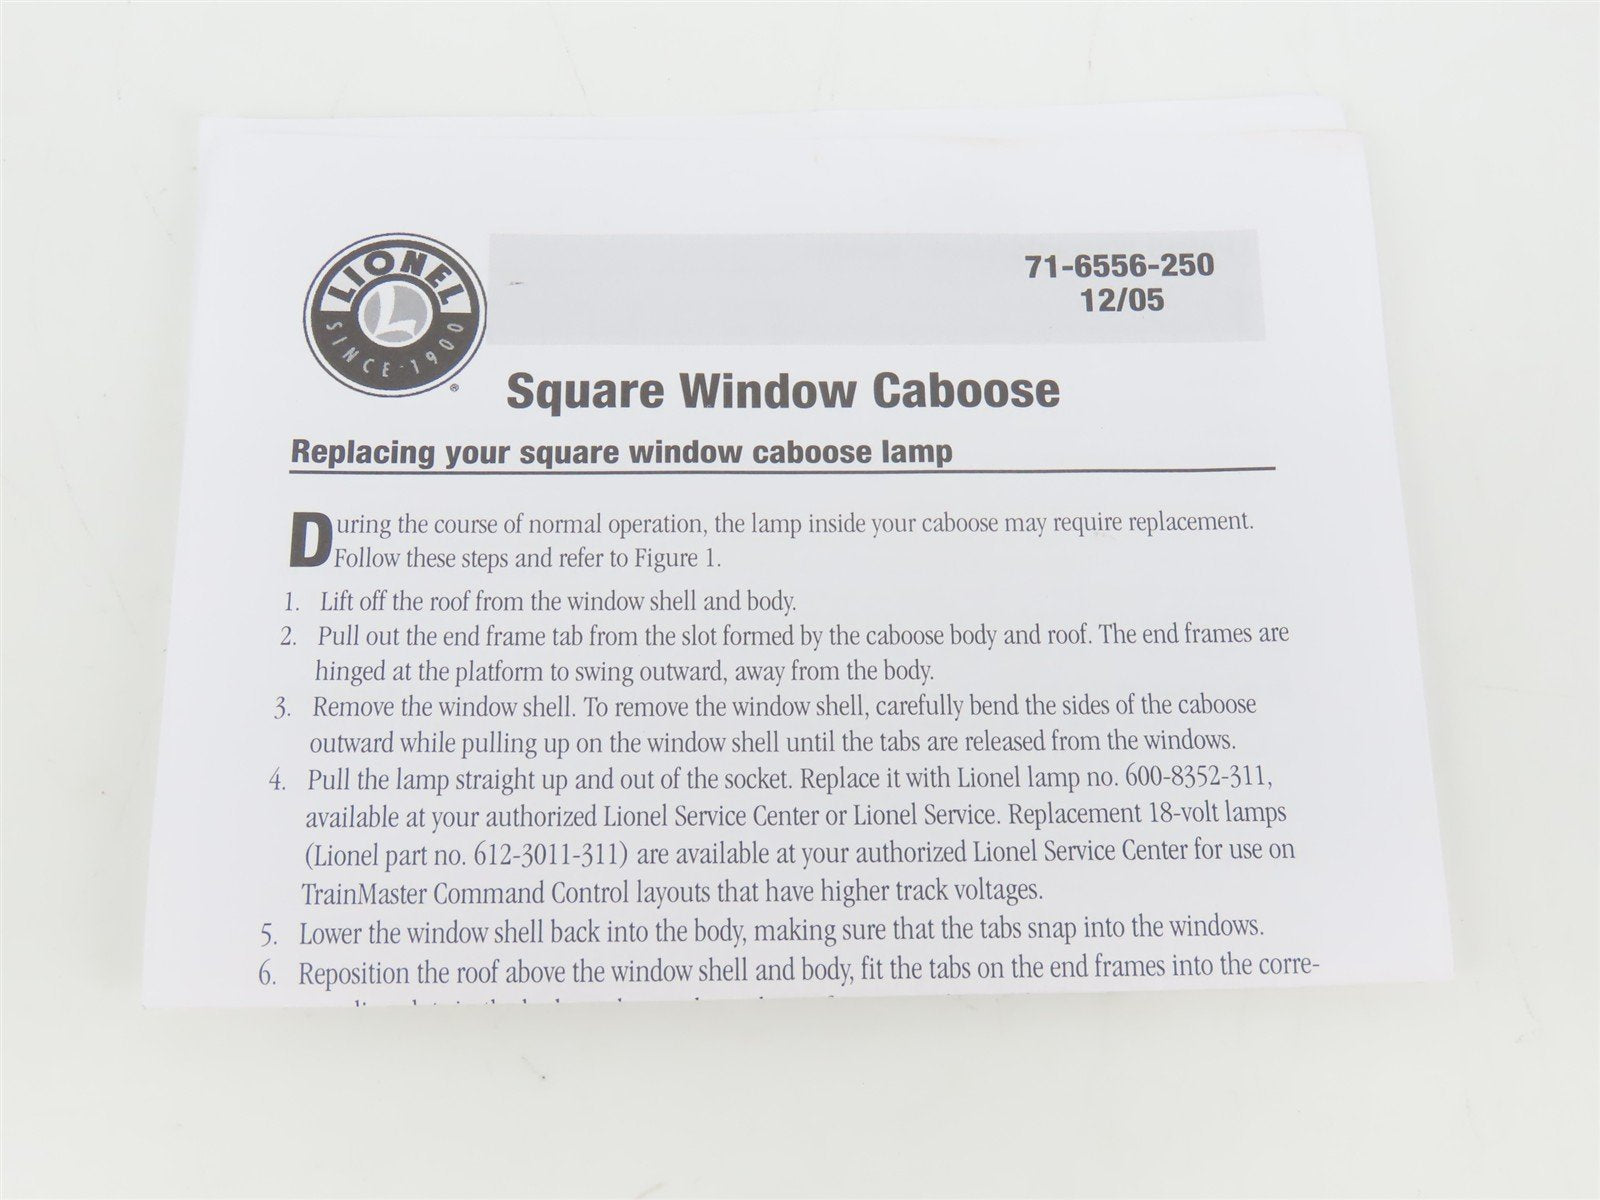 LIONEL
SINCE·1900
®
71-6556-250
12/05
Square Window Caboose
Replacing your square window caboose lamp
During the course of normal operation, the lamp inside your caboose may require replacement.
Follow these steps and refer to Figure 1.
1. Lift off the roof from the window shell and body.
2. Pull out the end frame tab from the slot formed by the caboose body and roof. The end frames are
hinged at the platform to swing outward, away from the body.
3. Remove the window shell. To remove the window shell, carefully bend the sides of the caboose
outward while pulling up on the window shell until the tabs are released from the windows.
4. Pull the lamp straight up and out of the socket. Replace it with Lionel lamp no. 600-8352-311,
available at your authorized Lionel Service Center or Lionel Service. Replacement 18-volt lamps
(Lionel part no. 612-3011-311) are available at your authorized Lionel Service Center for use on
TrainMaster Command Control layouts that have higher track voltages.
5. Lower the window shell back into the body, making sure that the tabs snap into the windows.
6. Reposition the roof above the window shell and body, fit the tabs on the end frames into the corre-